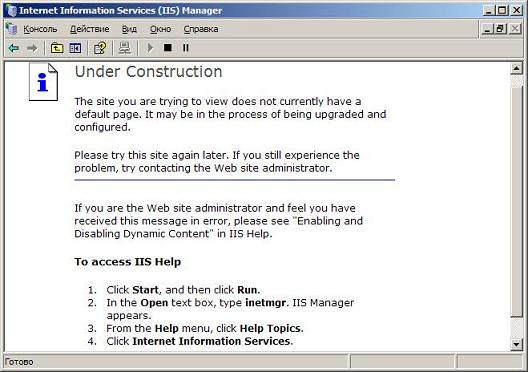 Internet Information Services (IIS) Manager
Консоль Действие Вид Окно Справка
Under Construction
The site you are trying to view does not currently have a
default page. It may be in the process of being upgraded and
configured.
Please try this site again later. If you still experience the
problem, try contacting the Web site administrator.
If you are the Web site administrator and feel you have
received this message in error, please see "Enabling and
Disabling Dynamic Content" in IIS Help.
To access IIS Help
1. Click Start, and then click Run.
2. In the Open text box, type inetmgr. IIS Manager
appears.
3. From the Help menu, click Help Topics.
4. Click Internet Information Services.
Готово